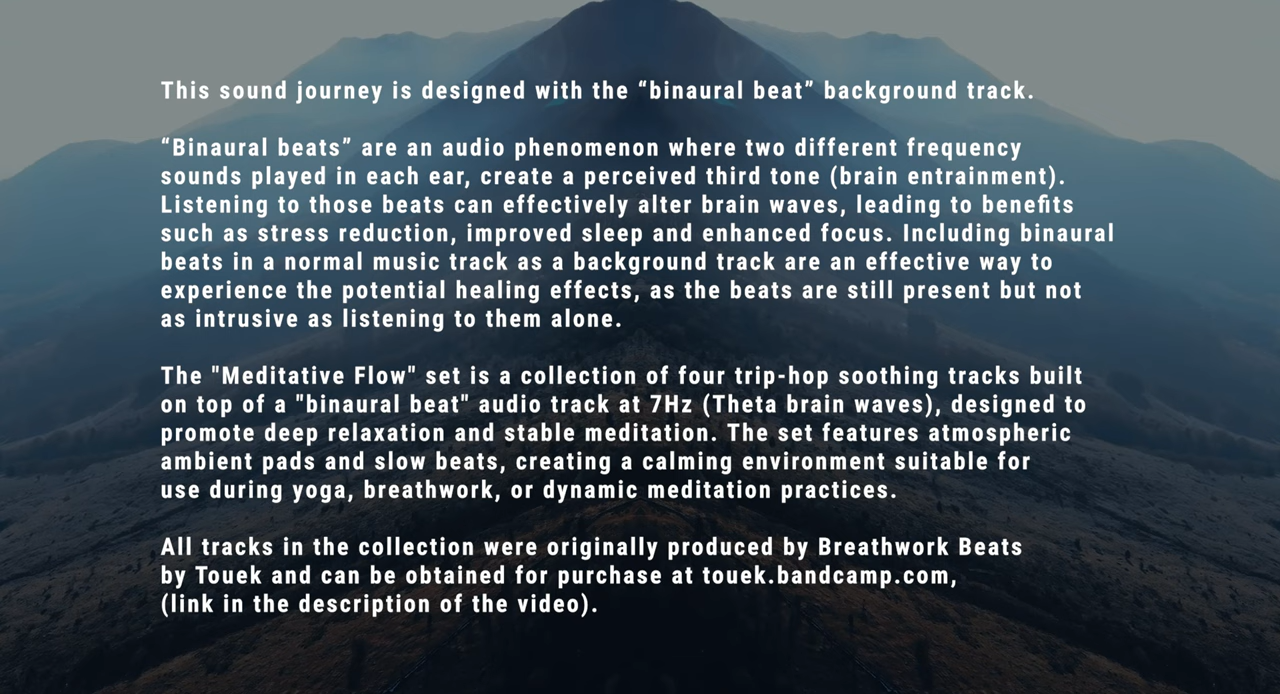 This sound journey is designed with the “binaural beat” background track.
“Binaural beats” are an audio phenomenon where two different frequency
sounds played in each ear, create a perceived third tone (brain entrainment).
Listening to those beats can effectively alter brain waves, leading to benefits
such as stress reduction, improved sleep and enhanced focus. Including binaural
beats in a normal music track as a background track are an effective way to
experience the potential healing effects, as the beats are still present but not
as intrusive as listening to them alone.
The "Meditative Flow" set is a collection of four trip-hop soothing tracks built
on top of a "binaural beat" audio track at 7Hz (Theta brain waves), designed to
promote deep relaxation and stable meditation. The set features atmospheric
ambient pads and slow beats, creating a calming environment suitable for
use during yoga, breathwork, or dynamic meditation practices.
All tracks in the collection were originally produced by Breathwork Beats
by Touek and can be obtained for purchase at touek.bandcamp.com,
(link in the description of the video).